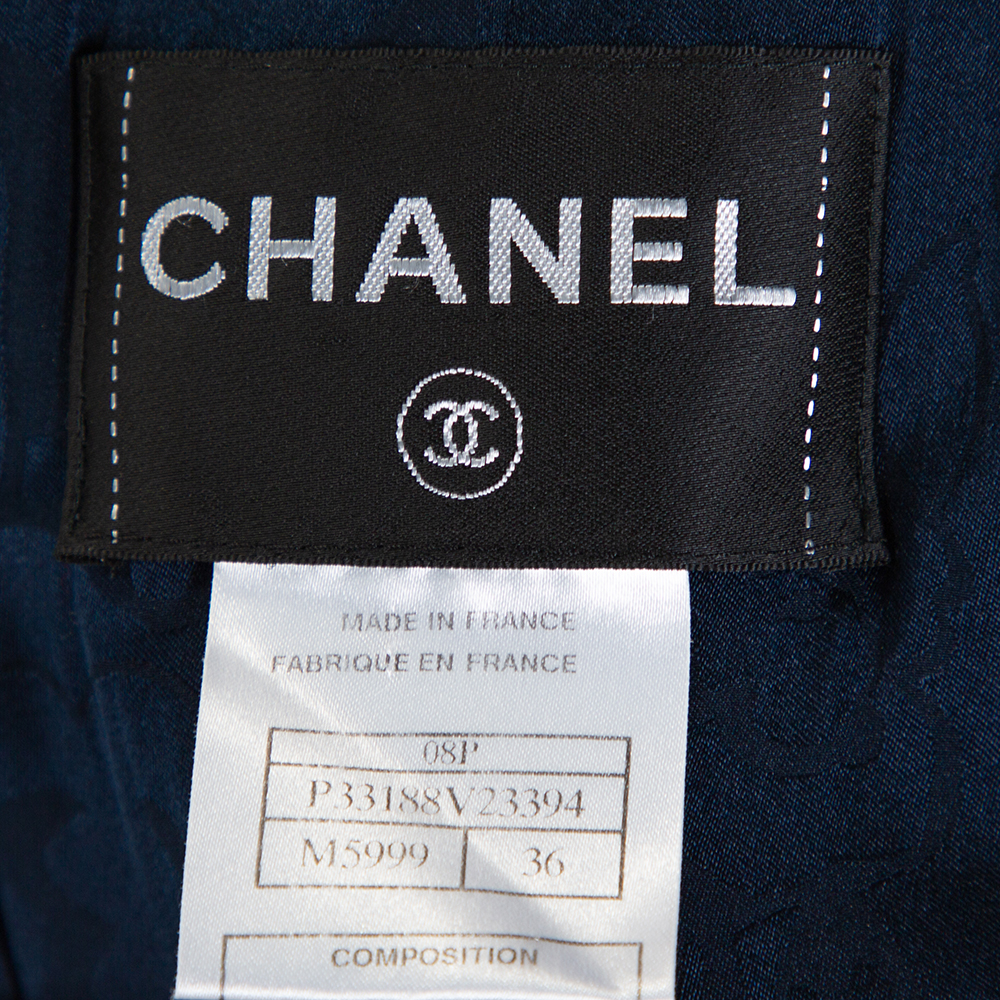 CHANEL
MADE IN FRANCE
FABRIQUE EN FRANCE
08P
P33188V23394
M5999 36
COMPOSITION